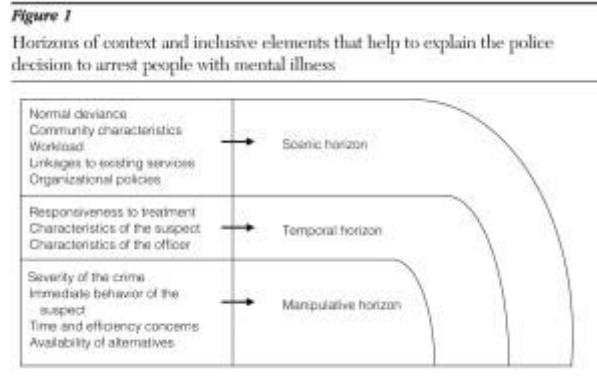 Figure 1
Horizons of context and inclusive elements that help to explain the police
decision to arrest people with mental illness
Normal deviance
Community characteristics
Workload
Linkages to existing services
Organizational policies
Scenic horizon
Responsiveness to treatment
Characteristics of the suspect
Characteristics of the officer
Temporal horizon
Severity of the crime
Immediate behavior of the
suspect
Time and efficiency concerns
Availability of alternatives
Manipulative horizon